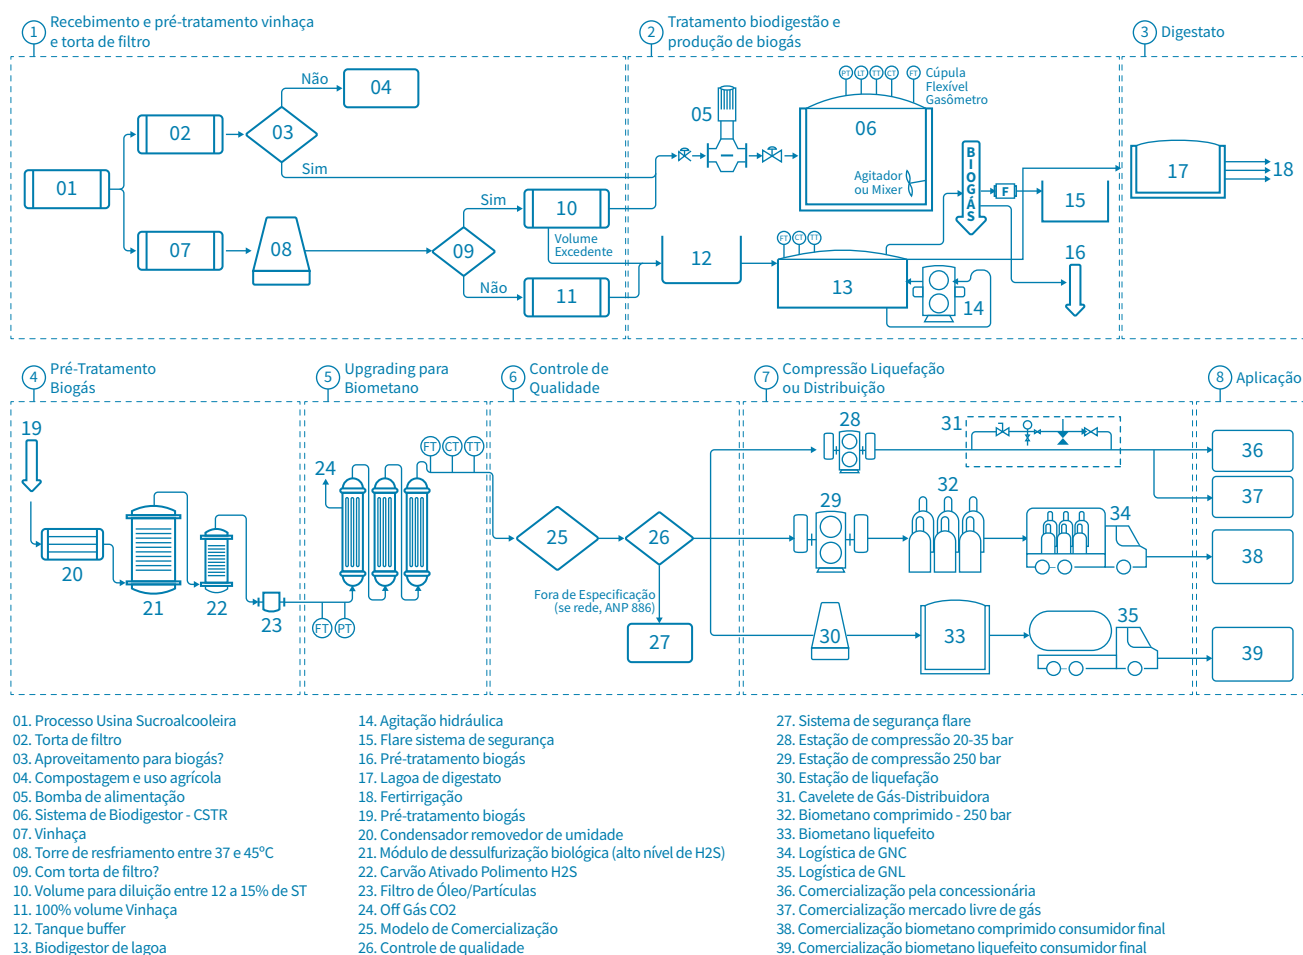 1 Recebimento e pré-tratamento vinhaça
e torta de filtro
2 Tratamento biodigestão e
produção de biogás
3 Digestato
01
02
03
Não
04
Sim
07
08
09
Sim
10
Volume
Excedente
Não
11
05
PT LT TT CT FT
Cúpula
Flexível
Gasômetro
06
Agitador
ou Mixer
12
FT CT TT
13
14
BIOGÁS
F
15
16
17
18
4 Pré-Tratamento
Biogás
5 Upgrading para
Biometano
6 Controle de
Qualidade
7 Compressão Liquefação
ou Distribuição
8 Aplicação
19
20
21
22
23
FT PT
24
FT CT TT
25
26
Fora de Especificação
(se rede, ANP 886)
27
28
31
29
32
34
30
33
35
36
37
38
39
01. Processo Usina Sucroalcooleira
02. Torta de filtro
03. Aproveitamento para biogás?
04. Compostagem e uso agrícola
05. Bomba de alimentação
06. Sistema de Biodigestor - CSTR
07. Vinhaça
08. Torre de resfriamento entre 37 e 45ºC
09. Com torta de filtro?
10. Volume para diluição entre 12 a 15% de ST
11. 100% volume Vinhaça
12. Tanque buffer
13. Biodigestor de lagoa
14. Agitação hidráulica
15. Flare sistema de segurança
16. Pré-tratamento biogás
17. Lagoa de digestato
18. Fertirrigação
19. Pré-tratamento biogás
20. Condensador removedor de umidade
21. Módulo de dessulfurização biológica (alto nível de H2S)
22. Carvão Ativado Polimento H2S
23. Filtro de Óleo/Partículas
24. Off Gás CO2
25. Modelo de Comercialização
26. Controle de qualidade
27. Sistema de segurança flare
28. Estação de compressão 20-35 bar
29. Estação de compressão 250 bar
30. Estação de liquefação
31. Cavelete de Gás-Distribuidora
32. Biometano comprimido - 250 bar
33. Biometano liquefeito
34. Logística de GNC
35. Logística de GNL
36. Comercialização pela concessionária
37. Comercialização mercado livre de gás
38. Comercialização biometano comprimido consumidor final
39. Comercialização biometano liquefeito consumidor final